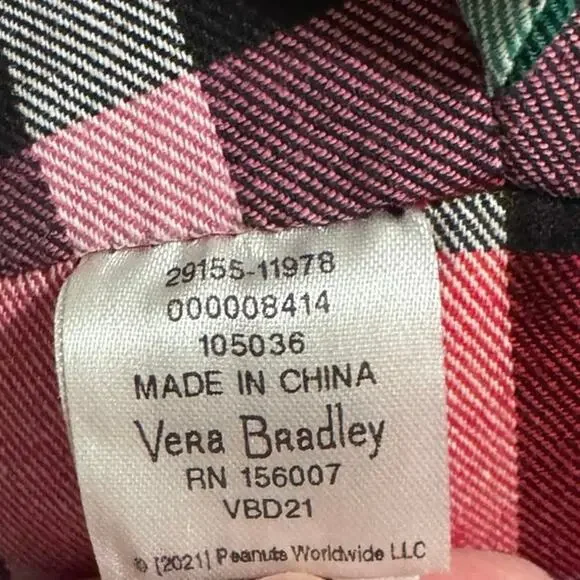 29155-11978
000008414
105036
MADE IN CHINA
Vera Bradley
RN 156007
VBD21
© [2021] Peanuts Worldwide LLC